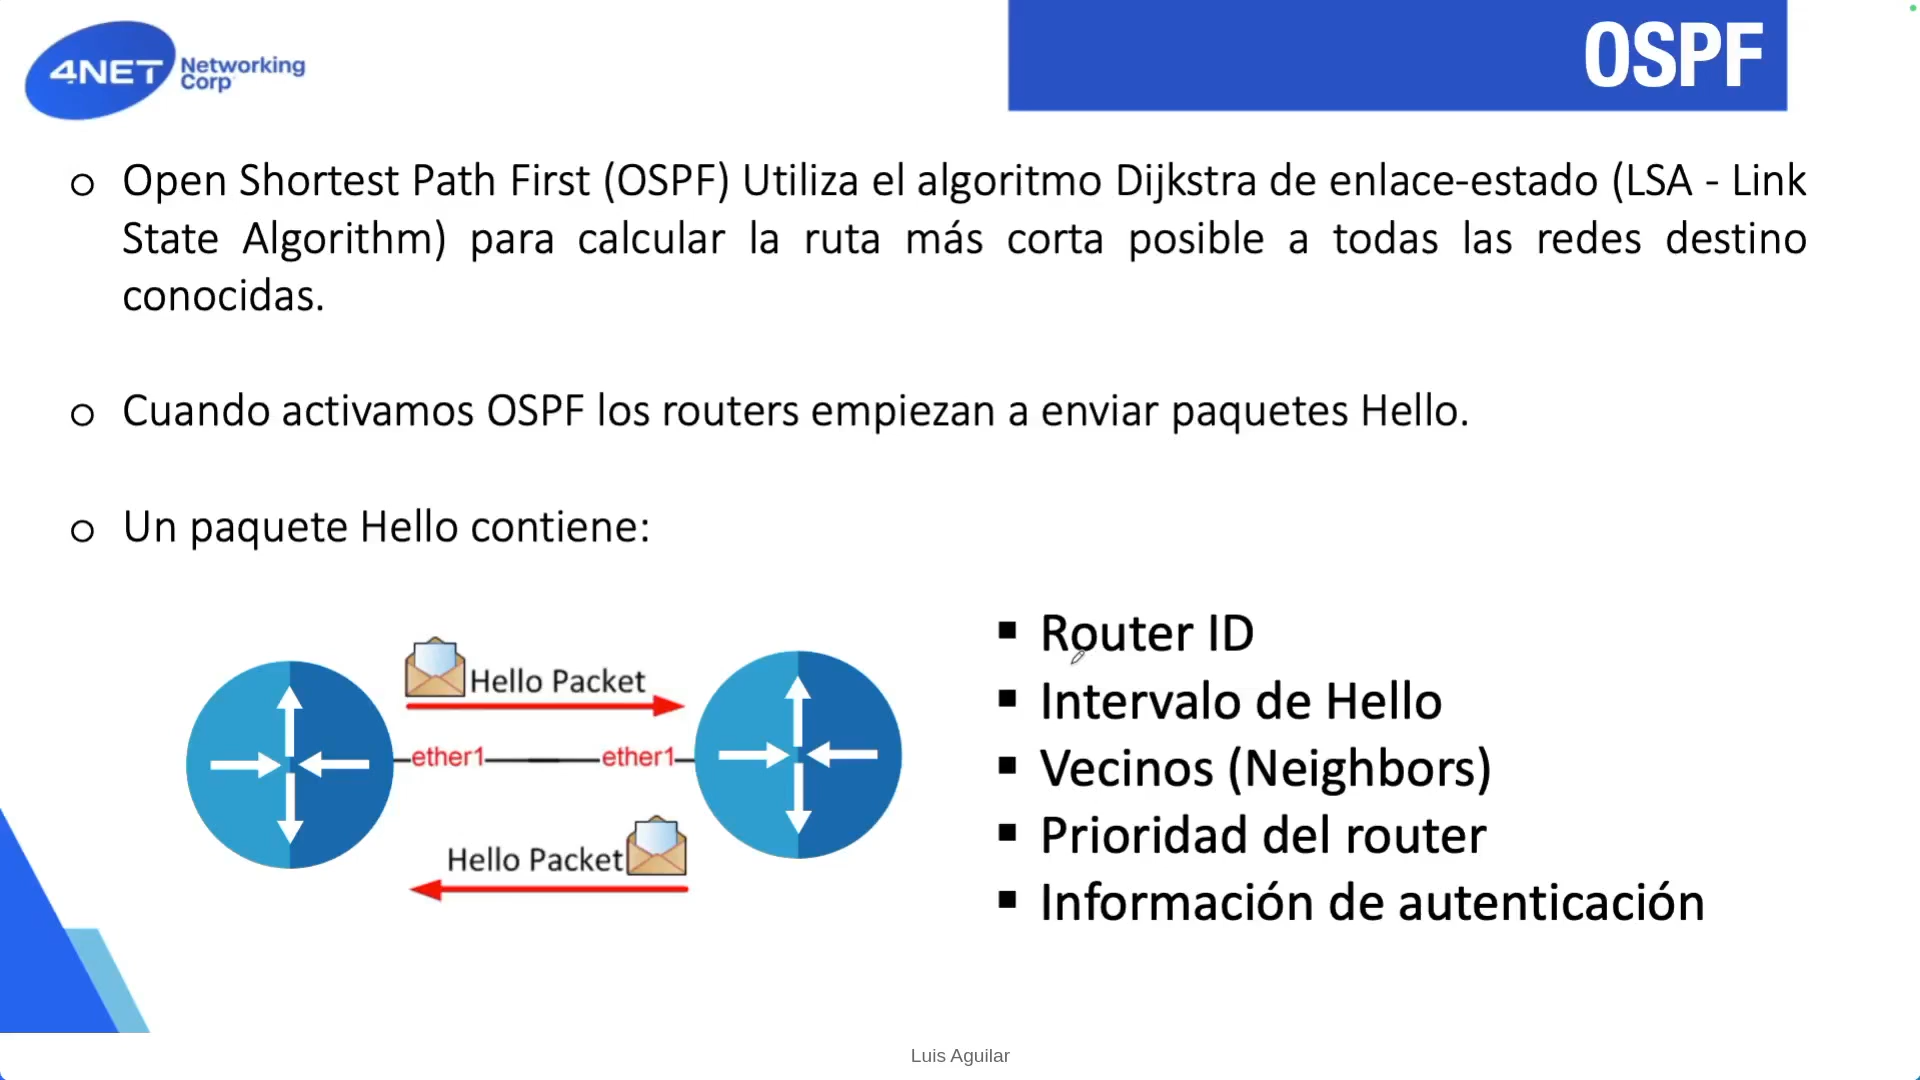 4NET Networking
Corp
OSPF
o Open Shortest Path First (OSPF) Utiliza el algoritmo Dijkstra de enlace-estado (LSA - Link
State Algorithm) para calcular la ruta más corta posible a todas las redes destino
conocidas.
o Cuando activamos OSPF los routers empiezan a enviar paquetes Hello.
o Un paquete Hello contiene:
Hello Packet
ether1
ether1
Hello Packet
▪ Router ID
▪ Intervalo de Hello
▪ Vecinos (Neighbors)
▪ Prioridad del router
▪ Información de autenticación
Luis Aguilar